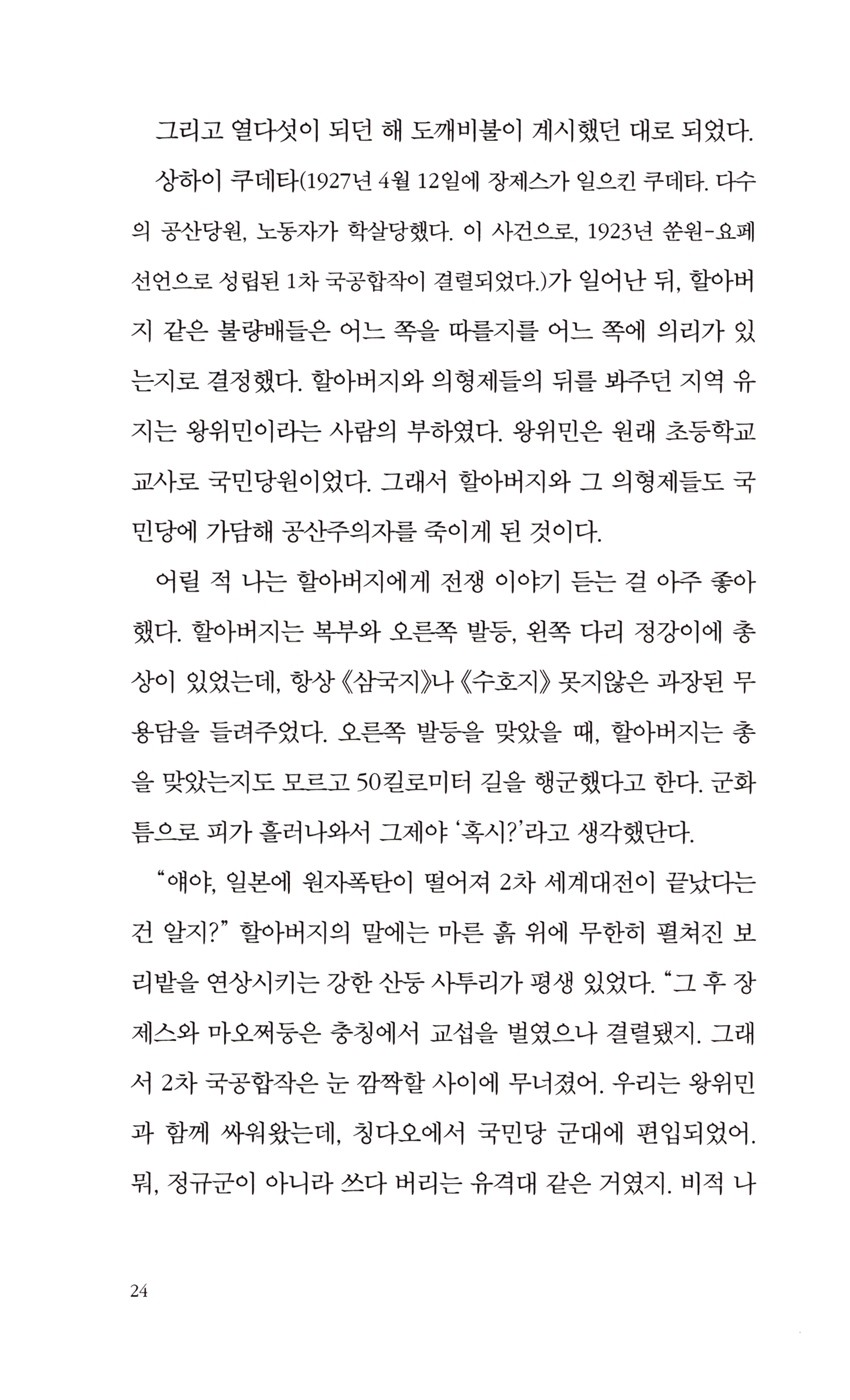 그리고 열다섯이 되던 해 도깨비불이 계시했던 대로 되었다.
상하이 쿠데타(1927년 4월 12일에 장제스가 일으킨 쿠데타. 다수
의 공산당원, 노동자가 학살당했다. 이 사건으로, 1923년 쑨원-요페
선언으로 성립된 1차 국공합작이 결렬되었다.)가 일어난 뒤, 할아버
지 같은 불량배들은 어느 쪽을 따를지를 어느 쪽에 의리가 있
는지로 결정했다. 할아버지와 의형제들의 뒤를 봐주던 지역 유
지는 왕위민이라는 사람의 부하였다. 왕위민은 원래 초등학교
교사로 국민당원이었다. 그래서 할아버지와 그 의형제들도 국
민당에 가담해 공산주의자를 죽이게 된 것이다.
어릴 적 나는 할아버지에게 전쟁 이야기 듣는 걸 아주 좋아
했다. 할아버지는 복부와 오른쪽 발등, 왼쪽 다리 정강이에 총
상이 있었는데, 항상 《삼국지》나 《수호지》 못지않은 과장된 무
용담을 들려주었다. 오른쪽 발등을 맞았을 때, 할아버지는 총
을 맞았는지도 모르고 50킬로미터 길을 행군했다고 한다. 군화
틈으로 피가 흘러나와서 그제야 ‘혹시?’라고 생각했단다.
“얘야, 일본에 원자폭탄이 떨어져 2차 세계대전이 끝났다는
건 알지?” 할아버지의 말에는 마른 흙 위에 무한히 펼쳐진 보
리밭을 연상시키는 강한 산둥 사투리가 평생 있었다. “그 후 장
제스와 마오쩌둥은 충칭에서 교섭을 벌였으나 결렬됐지. 그래
서 2차 국공합작은 눈 깜짝할 사이에 무너졌어. 우리는 왕위민
과 함께 싸워왔는데, 칭다오에서 국민당 군대에 편입되었어.
뭐, 정규군이 아니라 쓰다 버리는 유격대 같은 거였지. 비적 나
24